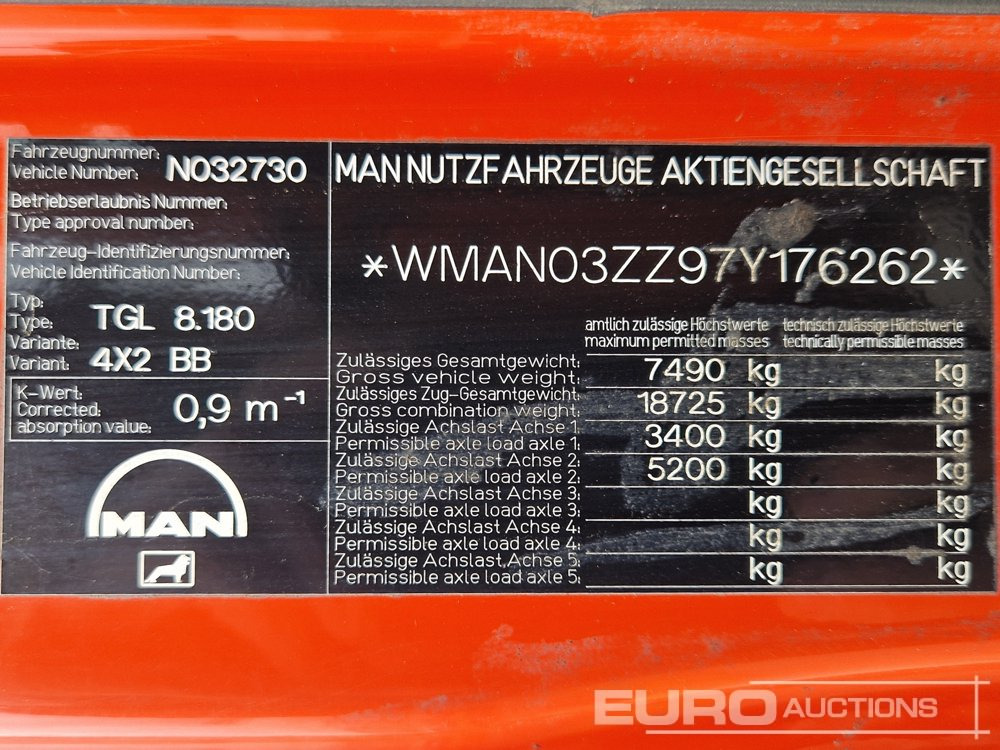 Fahrzeugnummer:
Vehicle Number: N032730
Betriebserlaubnis Nummer:
Type approval number:
Fahrzeug-Identifizierungsnummer:
Vehicle Identification Number:
Typ:
Type: TGL 8.180
Variante:
Variant: 4X2 BB
K-Wert:
Corrected: 0,9 m⁻¹
absorption value:
MAN
MAN NUTZFAHRZEUGE AKTIENGESELLSCHAFT
*WMAN03ZZ97Y176262*
amtlich zulässige Höchstwerte technisch zulässige Höchstwerte
maximum permitted masses technically permissible masses
Zulässiges Gesamtgewicht:
Gross vehicle weight: 7490 kg kg
Zulässiges Zug-Gesamtgewicht:
Gross combination weight: 18725 kg kg
Zulässige Achslast Achse 1:
Permissible axle load axle 1: 3400 kg kg
Zulässige Achslast Achse 2:
Permissible axle load axle 2: 5200 kg kg
Zulässige Achslast Achse 3:
Permissible axle load axle 3: kg kg
Zulässige Achslast Achse 4:
Permissible axle load axle 4: kg kg
Zulässige Achslast Achse 5:
Permissible axle load axle 5: kg kg
EURO AUCTIONS